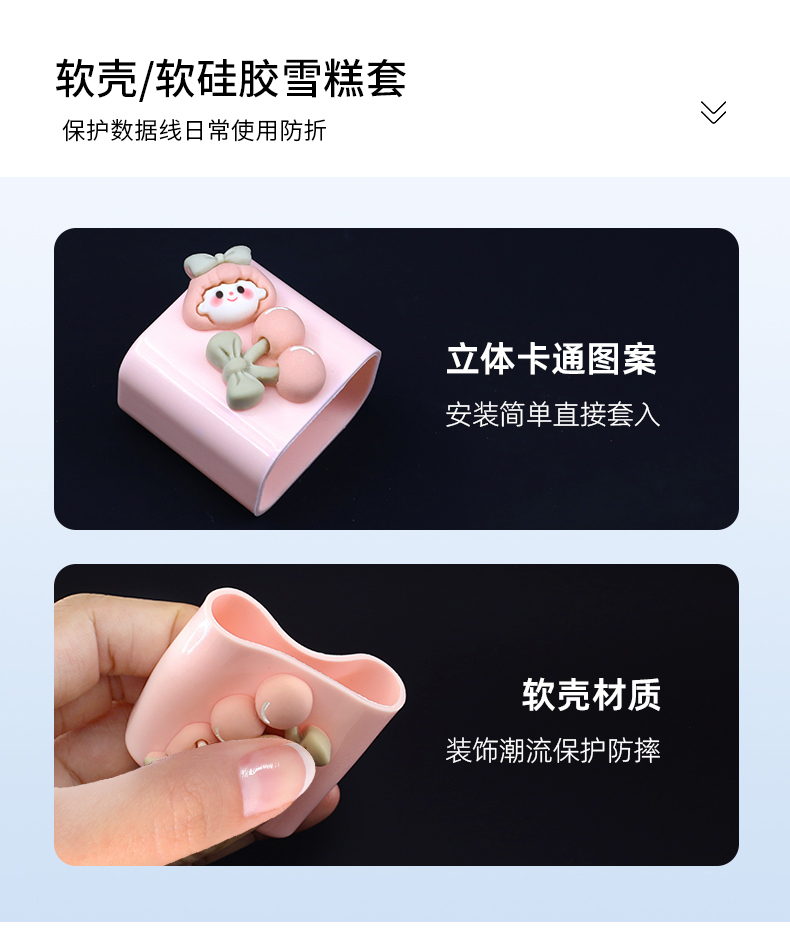 软壳/软硅胶雪糕套
保护数据线日常使用防折
立体卡通图案
安装简单直接套入
软壳材质
装饰潮流保护防摔